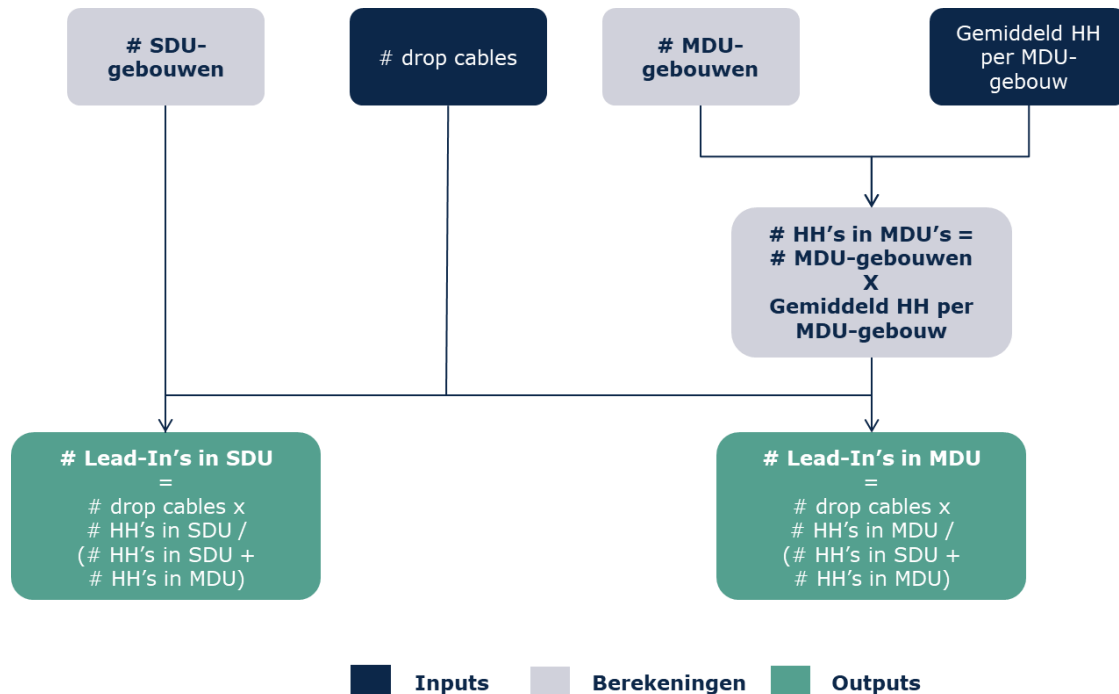 # SDU-
gebouwen
# drop cables
# MDU-
gebouwen
Gemiddeld HH
per MDU-
gebouw
# HH's in MDU's =
# MDU-gebouwen
X
Gemiddeld HH per
MDU-gebouw
# Lead-In's in SDU
=
# drop cables x
# HH's in SDU /
(# HH's in SDU +
# HH's in MDU)
# Lead-In's in MDU
=
# drop cables x
# HH's in MDU /
(# HH's in SDU +
# HH's in MDU)
Inputs
Berekeningen
Outputs